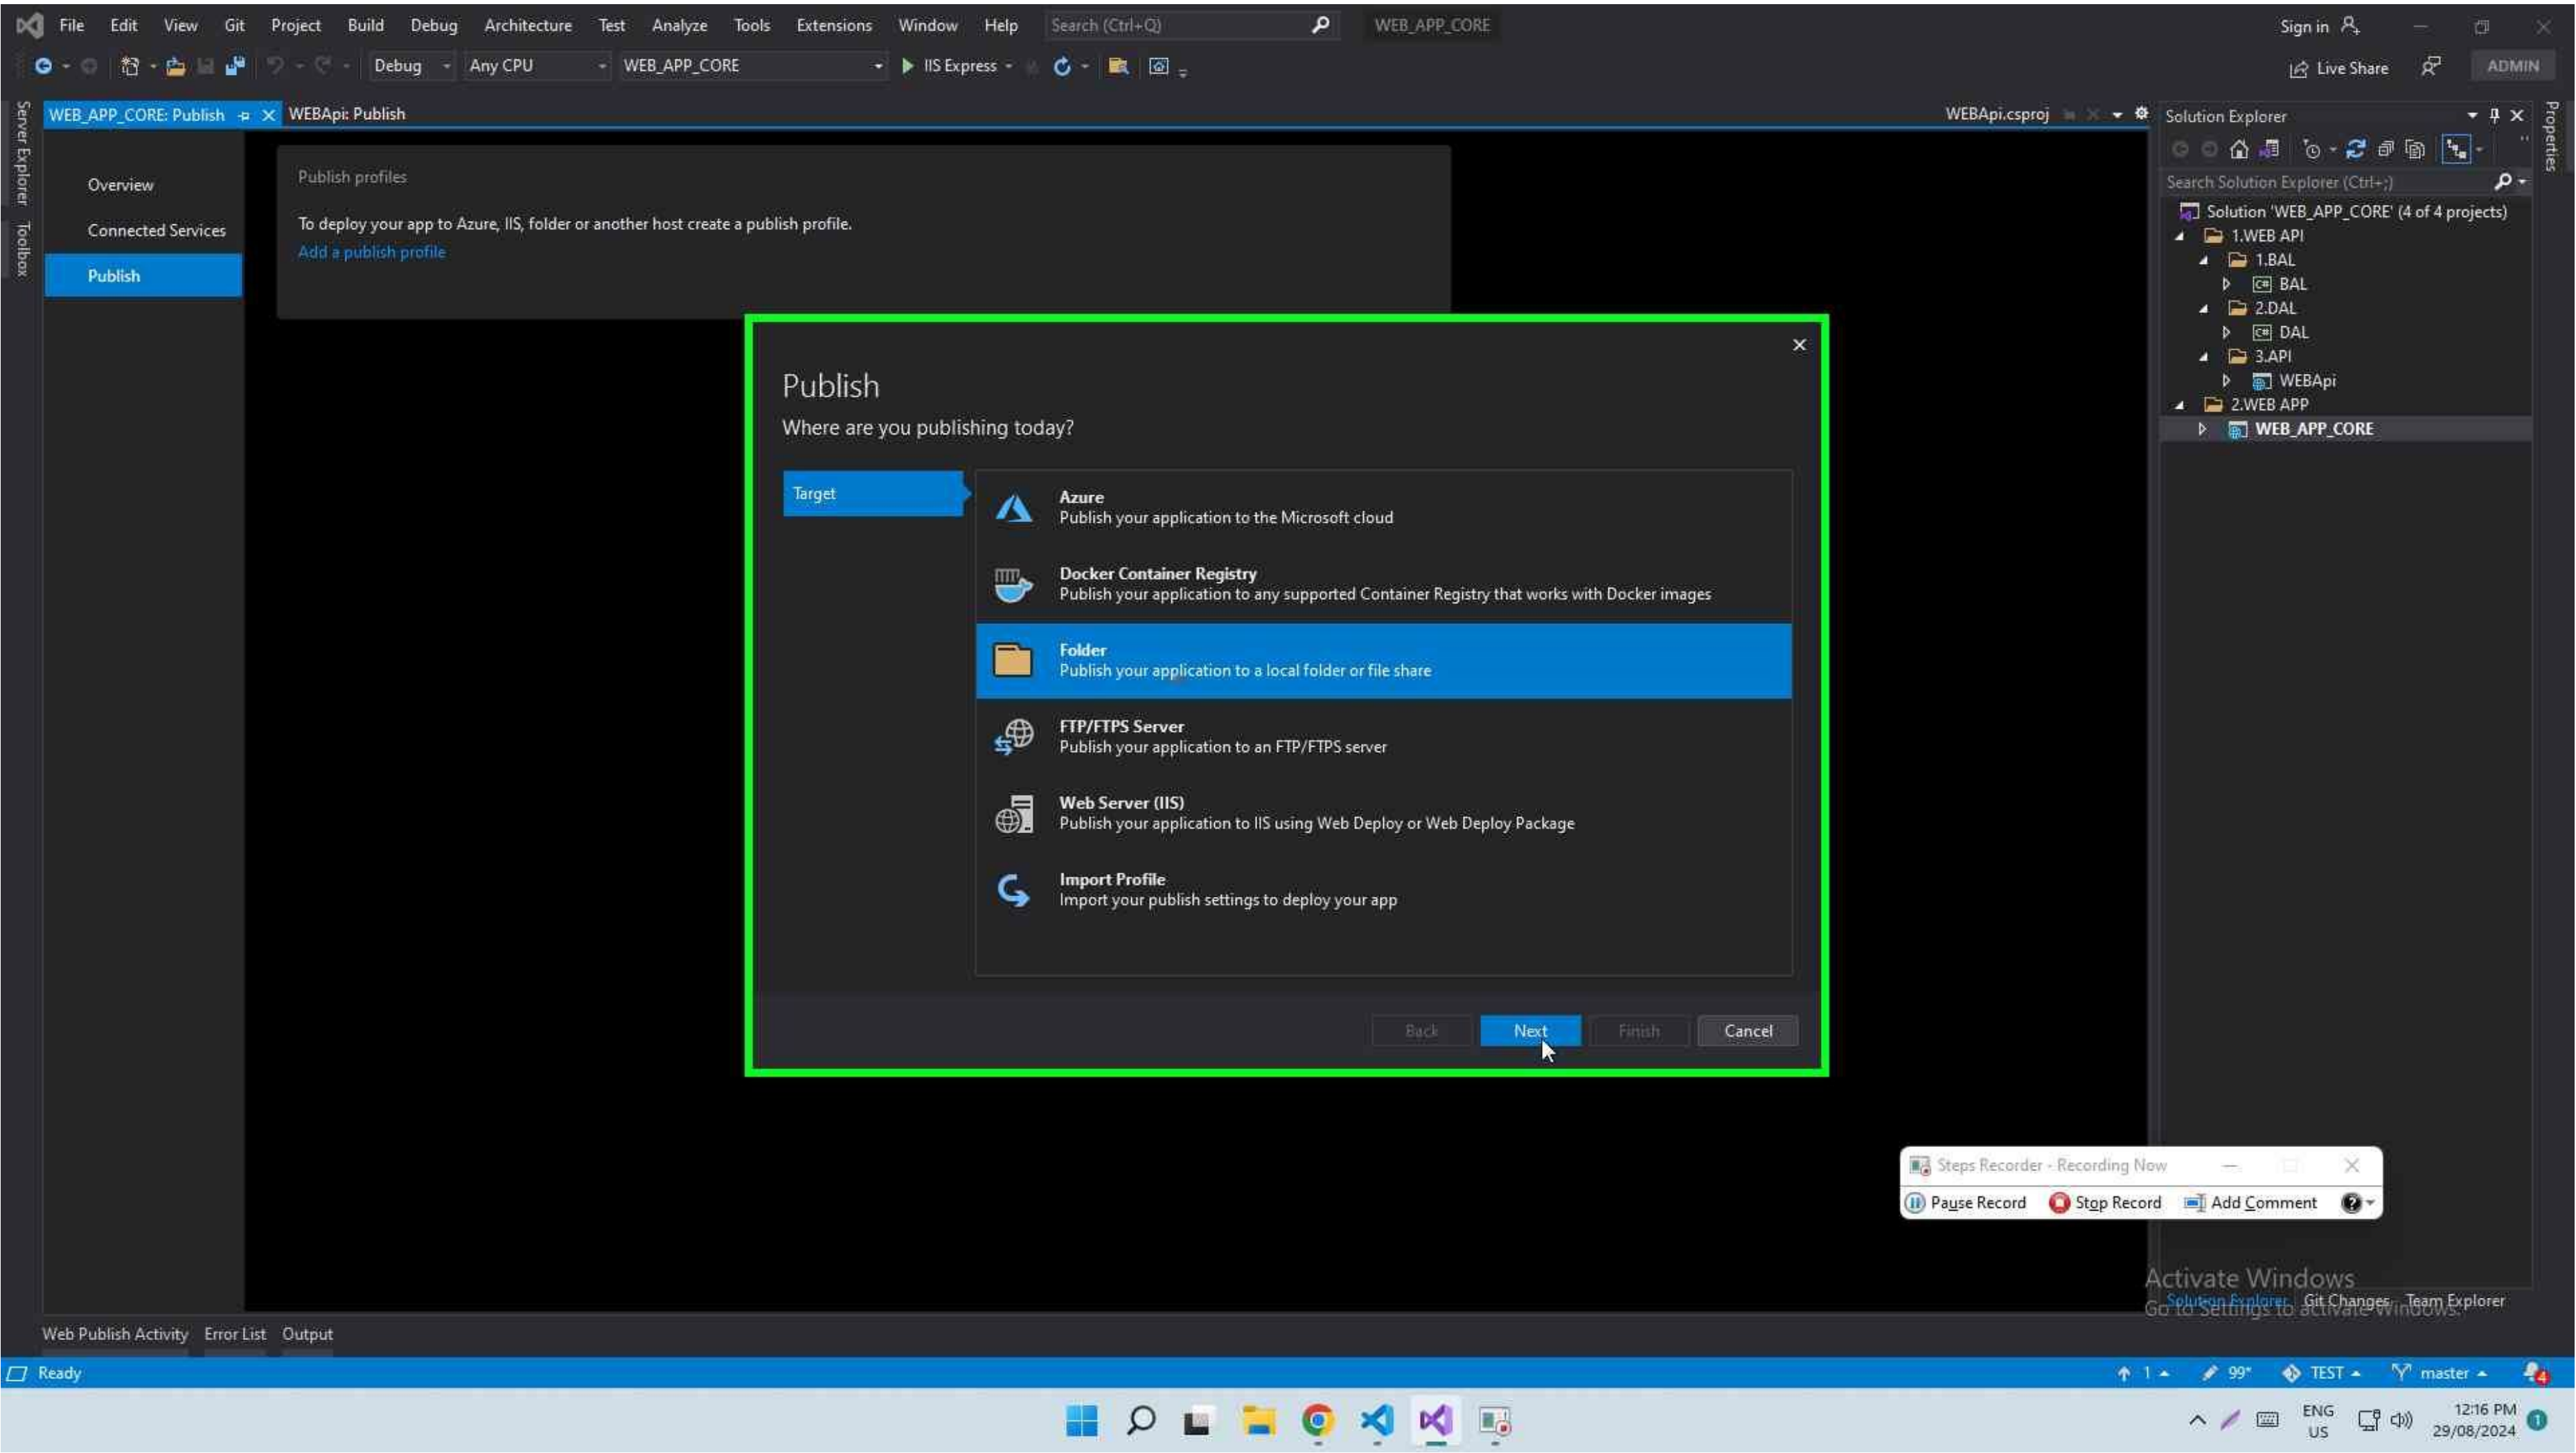 File Edit View Git Project Build Debug Architecture Test Analyze Tools Extensions Window Help Search (Ctrl+Q) WEB_APP_CORE Sign in
Debug Any CPU WEB_APP_CORE IIS Express Live Share ADMIN
Server Explorer
Toolbox
WEB_APP_CORE: Publish WEBApi: Publish WEBApi.csproj
Overview
Connected Services
Publish
Publish profiles
To deploy your app to Azure, IIS, folder or another host create a publish profile.
Add a publish profile
Publish
Where are you publishing today?
Target
Azure
Publish your application to the Microsoft cloud
Docker Container Registry
Publish your application to any supported Container Registry that works with Docker images
Folder
Publish your application to a local folder or file share
FTP/FTPS Server
Publish your application to an FTP/FTPS server
Web Server (IIS)
Publish your application to IIS using Web Deploy or Web Deploy Package
Import Profile
Import your publish settings to deploy your app
Back Next Finish Cancel
Solution Explorer
Search Solution Explorer (Ctrl+;)
Solution 'WEB_APP_CORE' (4 of 4 projects)
1.WEB API
1.BAL
C# BAL
2.DAL
C# DAL
3.API
WEBApi
2.WEB APP
WEB_APP_CORE
Properties
Steps Recorder - Recording Now
Pause Record Stop Record Add Comment
Activate Windows
Go to Settings to activate Windows.
Solution Explorer Git Changes Team Explorer
Web Publish Activity Error List Output
Ready 1 99* TEST master 4
ENG
US
12:16 PM
29/08/2024
1